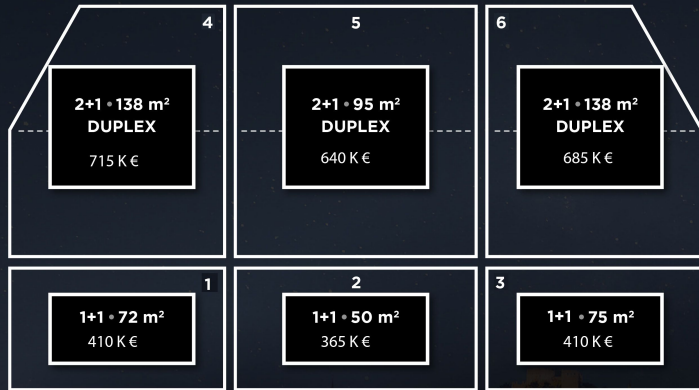 4
2+1 • 138 m²
DUPLEX
715 K €
5
2+1 • 95 m²
DUPLEX
640 K €
6
2+1 • 138 m²
DUPLEX
685 K €
1
1+1 • 72 m²
410 K €
2
1+1 • 50 m²
365 K €
3
1+1 • 75 m²
410 K €